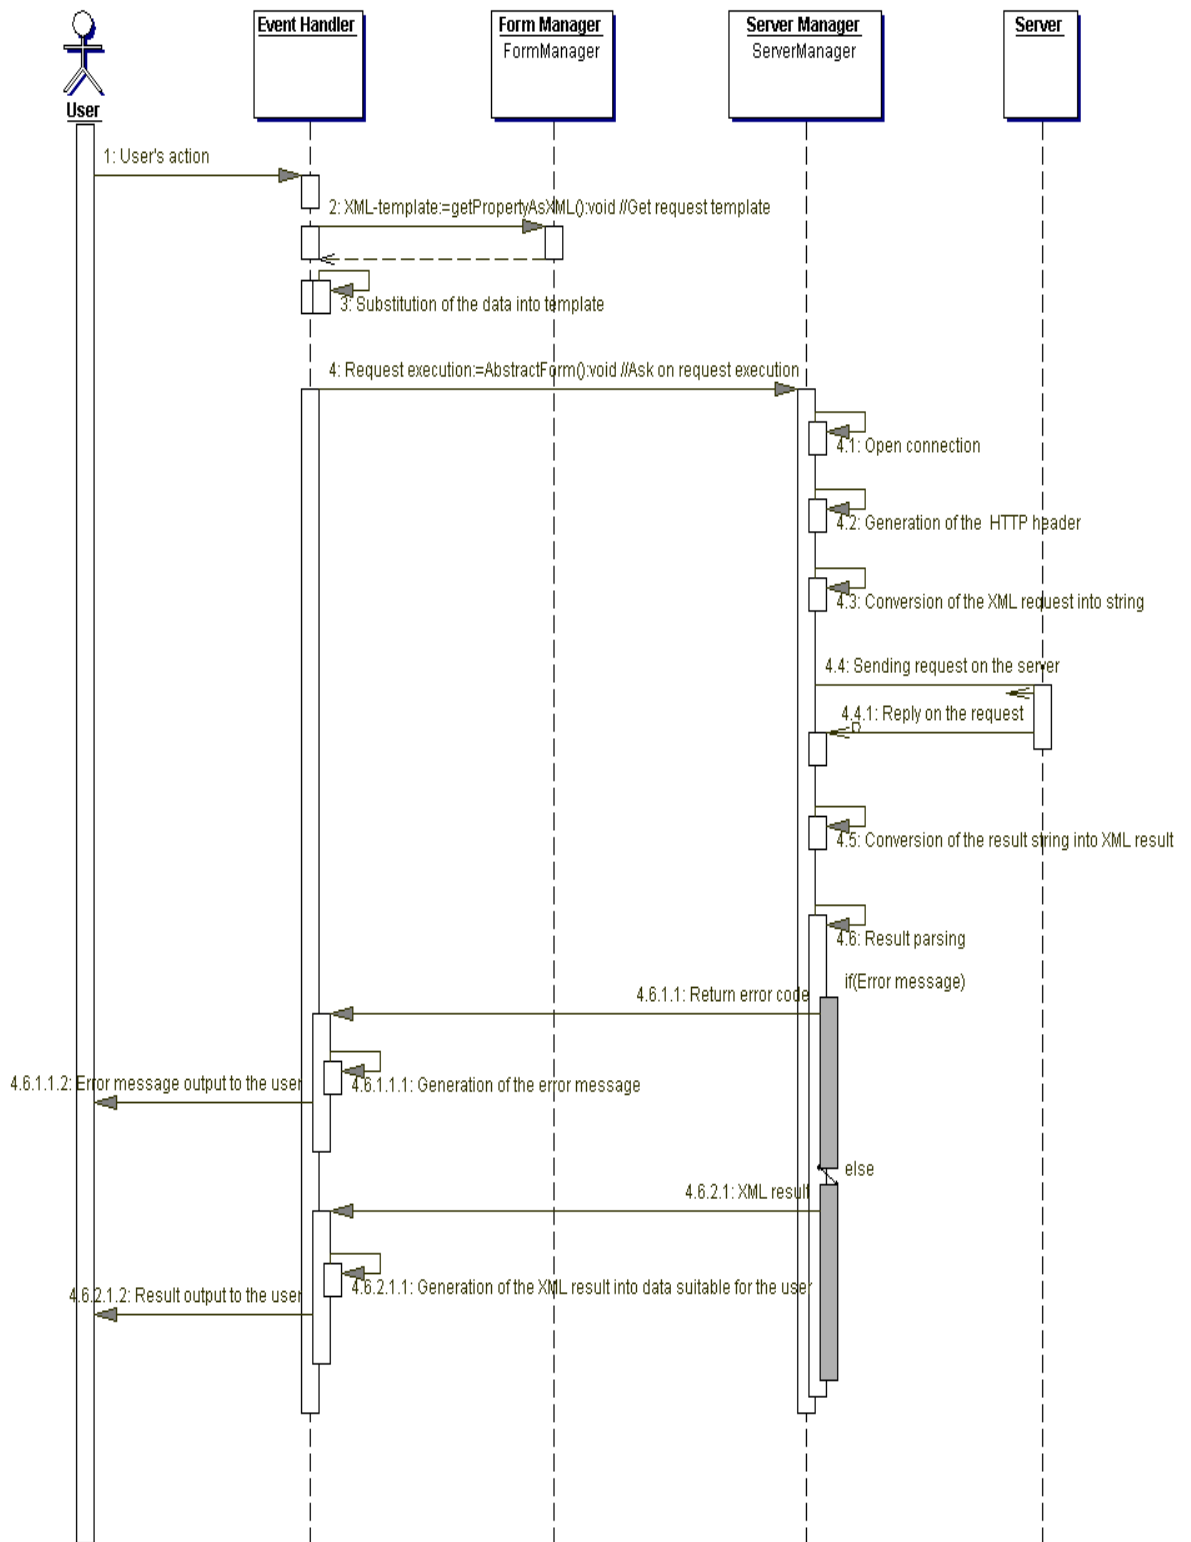 User
Event Handler
Form Manager
FormManager
Server Manager
ServerManager
Server
1: User's action
2: XML-template:=getPropertyAsXML():void //Get request template
3: Substitution of the data into template
4: Request execution:=AbstractForm():void //Ask on request execution
4.1: Open connection
4.2: Generation of the HTTP header
4.3: Conversion of the XML request into string
4.4: Sending request on the server
4.4.1: Reply on the request
4.5: Conversion of the result string into XML result
4.6: Result parsing
if(Error message)
4.6.1.1: Return error code
4.6.1.1.1: Generation of the error message
4.6.1.1.2: Error message output to the user
else
4.6.2.1: XML result
4.6.2.1.1: Generation of the XML result into data suitable for the user
4.6.2.1.2: Result output to the user